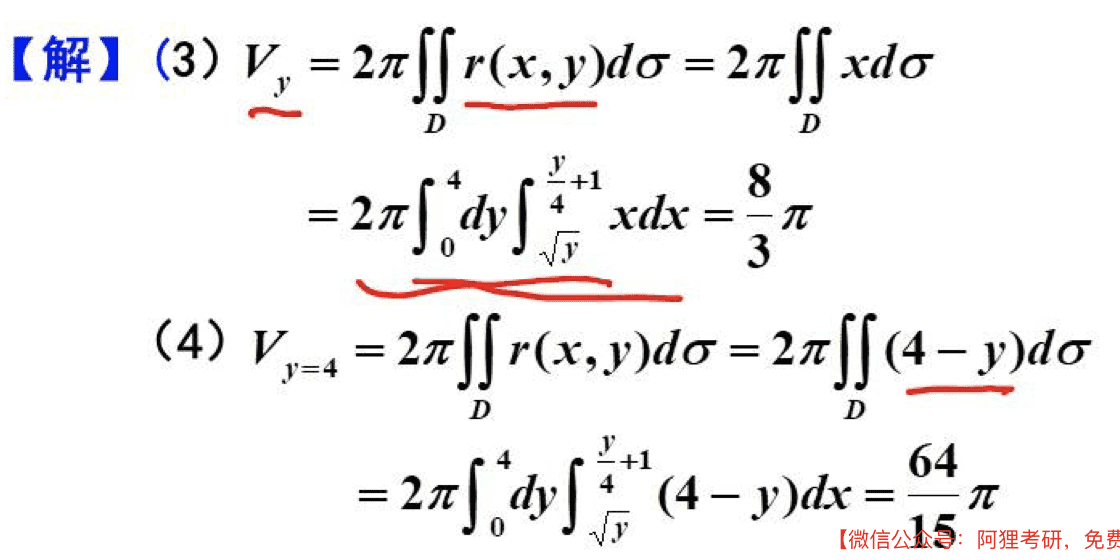 【解】(3) V_y = 2π∬_D r(x,y)dσ = 2π∬_D xdσ
= 2π∫_0^4 dy∫_{√y}^{y/4+1} xdx = 8/3 π
(4) V_{y=4} = 2π∬_D r(x,y)dσ = 2π∬_D (4−y)dσ
= 2π∫_0^4 dy∫_{√y}^{y/4+1} (4−y)dx = 64/15 π
【微信公众号：阿狸考研，免费